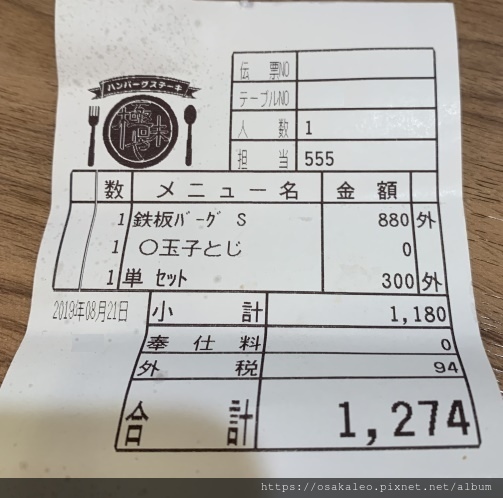 ハンバーグステーキ
伝票NO
テーブルNO
人数 1
担当 555
数 メニュー名 金額
1 鉄板ﾊﾞｰｸﾞ S 880 外
1 〇玉子とじ 0
1 単 ｾｯﾄ 300 外
2019年08月21日
小計 1,180
奉仕料 0
外税 94
合計 1,274
https://osakaleo.pixnet.net/album